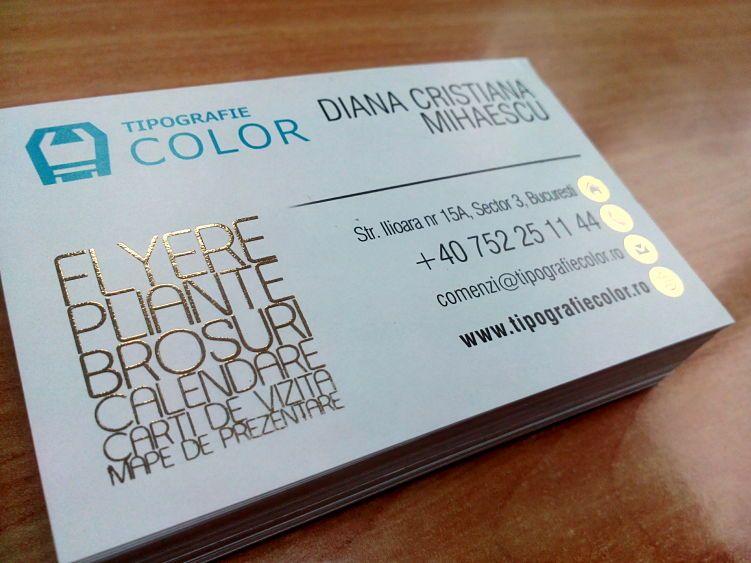 TIPOGRAFIE
COLOR
DIANA CRISTIANA
MIHAESCU
Str. Ilioara nr 15A, Sector 3, Bucuresti
+40 752 25 11 44
comenzi@tipografiecolor.ro
www.tipografiecolor.ro
FLYERE
PLIANTE
BROSURI
CALENDARE
CARTI DE VIZITA
MAPE DE PREZENTARE